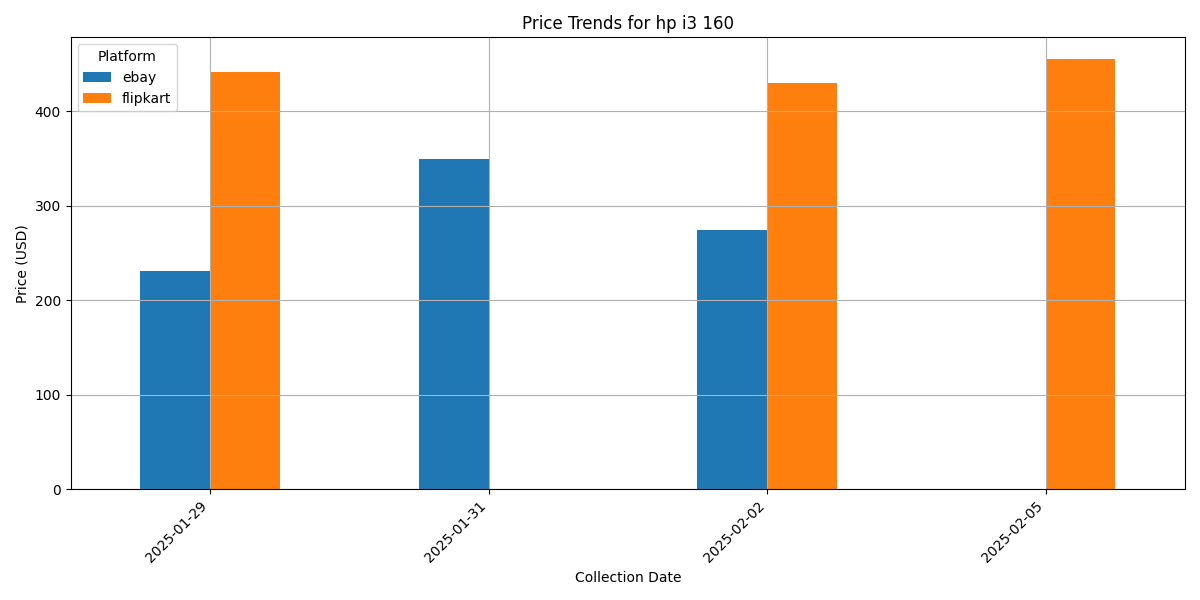 Price Trends for hp i3 160
Platform
ebay
flipkart
Price (USD)
400
300
200
100
0
2025-01-29
2025-01-31
2025-02-02
2025-02-05
Collection Date